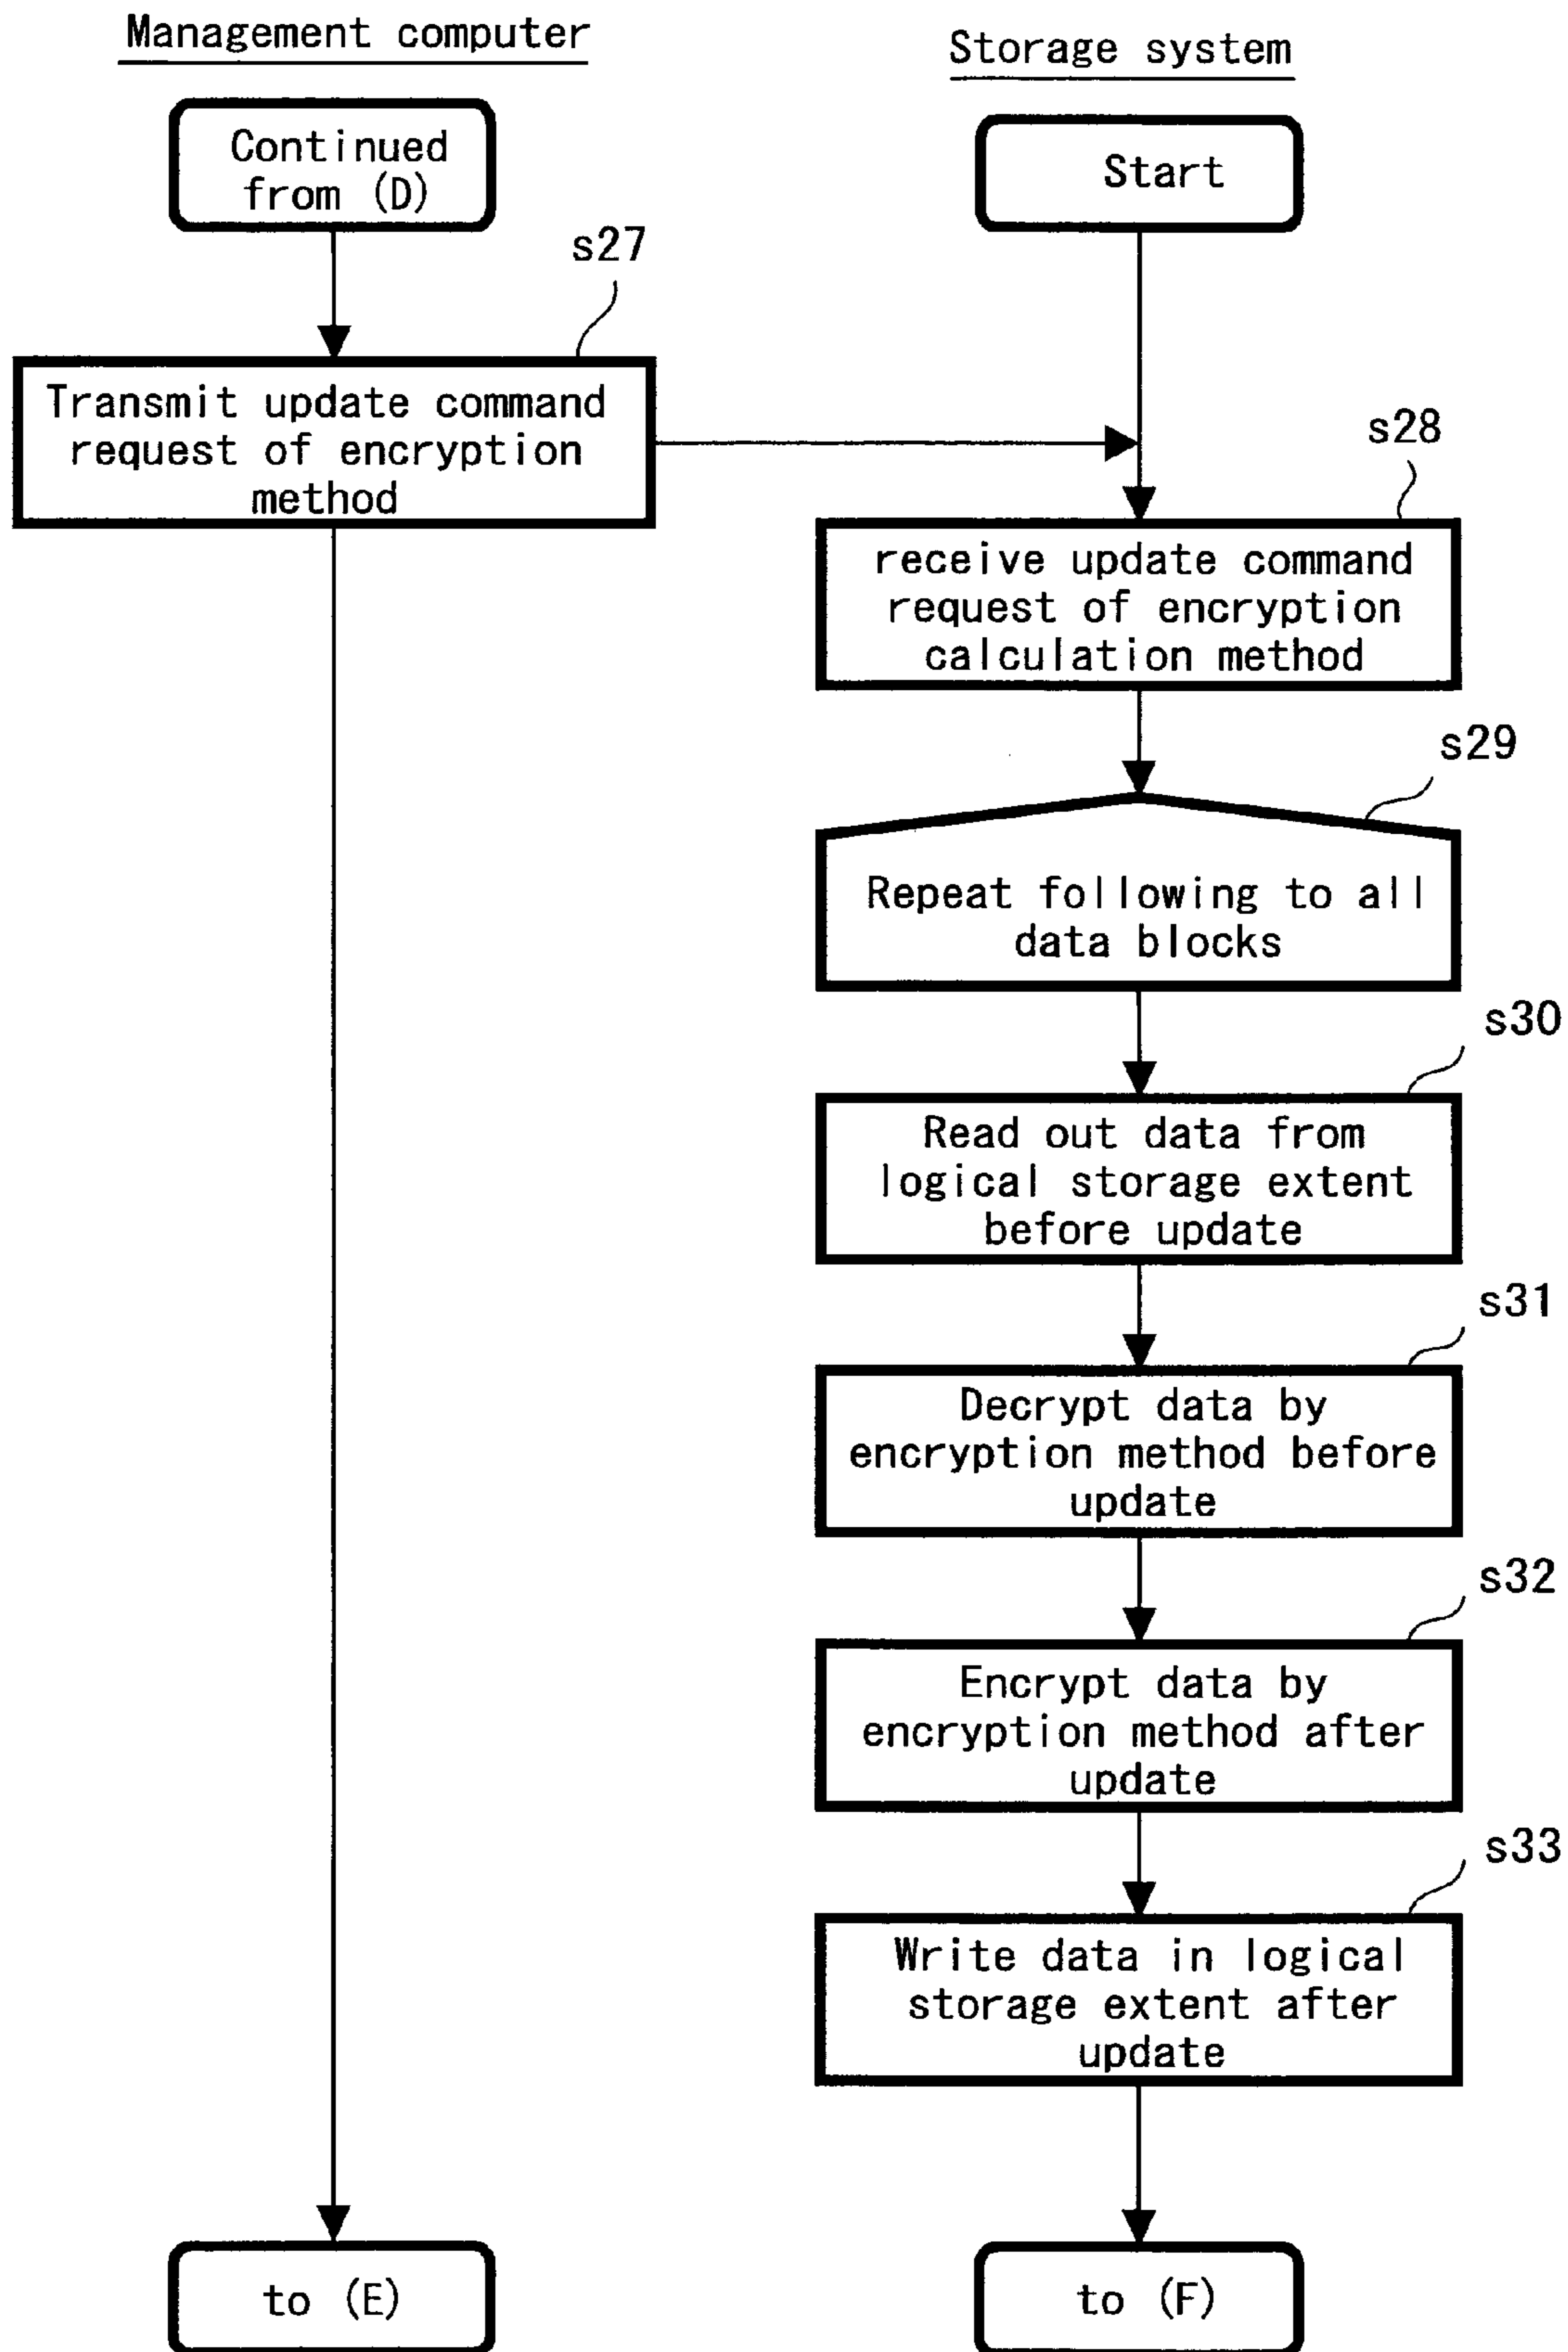 Management computer
Storage system
Continued
from (D)
Start
s27
Transmit update command
request of encryption
method
s28
receive update command
request of encryption
calculation method
s29
Repeat following to all
data blocks
s30
Read out data from
logical storage extent
before update
s31
Decrypt data by
encryption method before
update
s32
Encrypt data by
encryption method after
update
s33
Write data in logical
storage extent after
update
to (E)
to (F)